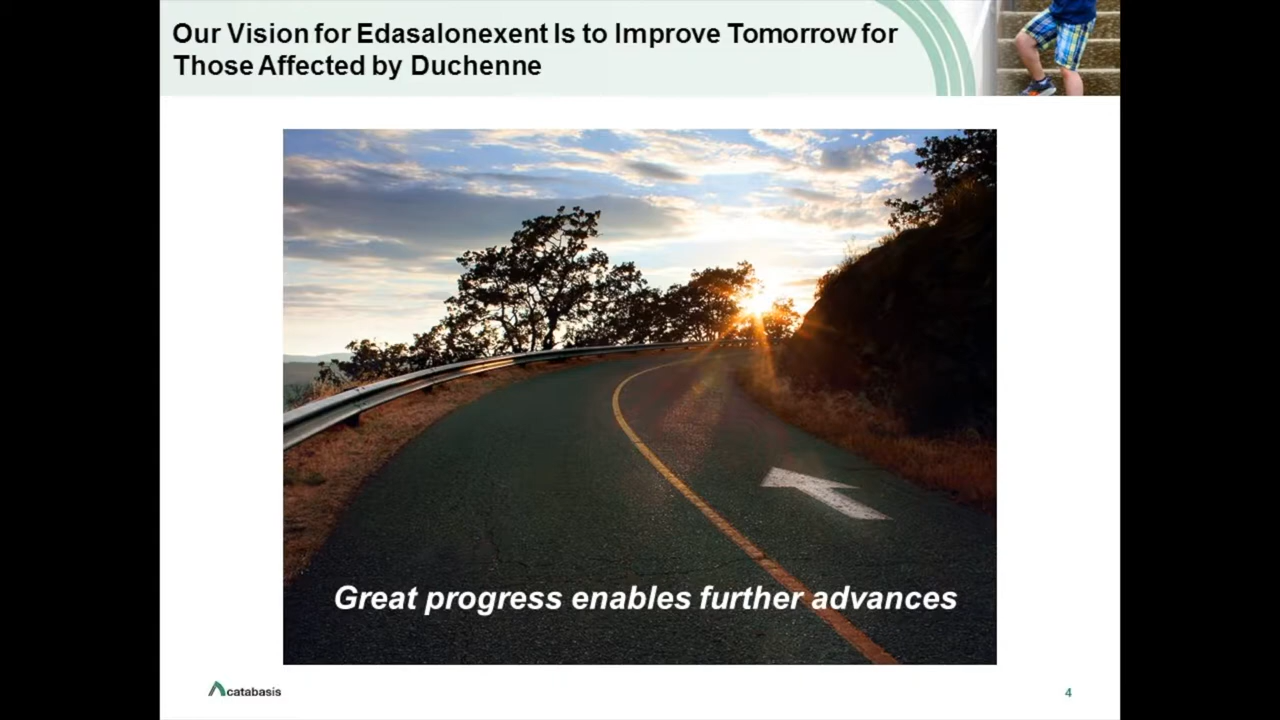 Our Vision for Edasalonexent Is to Improve Tomorrow for
Those Affected by Duchenne
Great progress enables further advances
catabasis
4